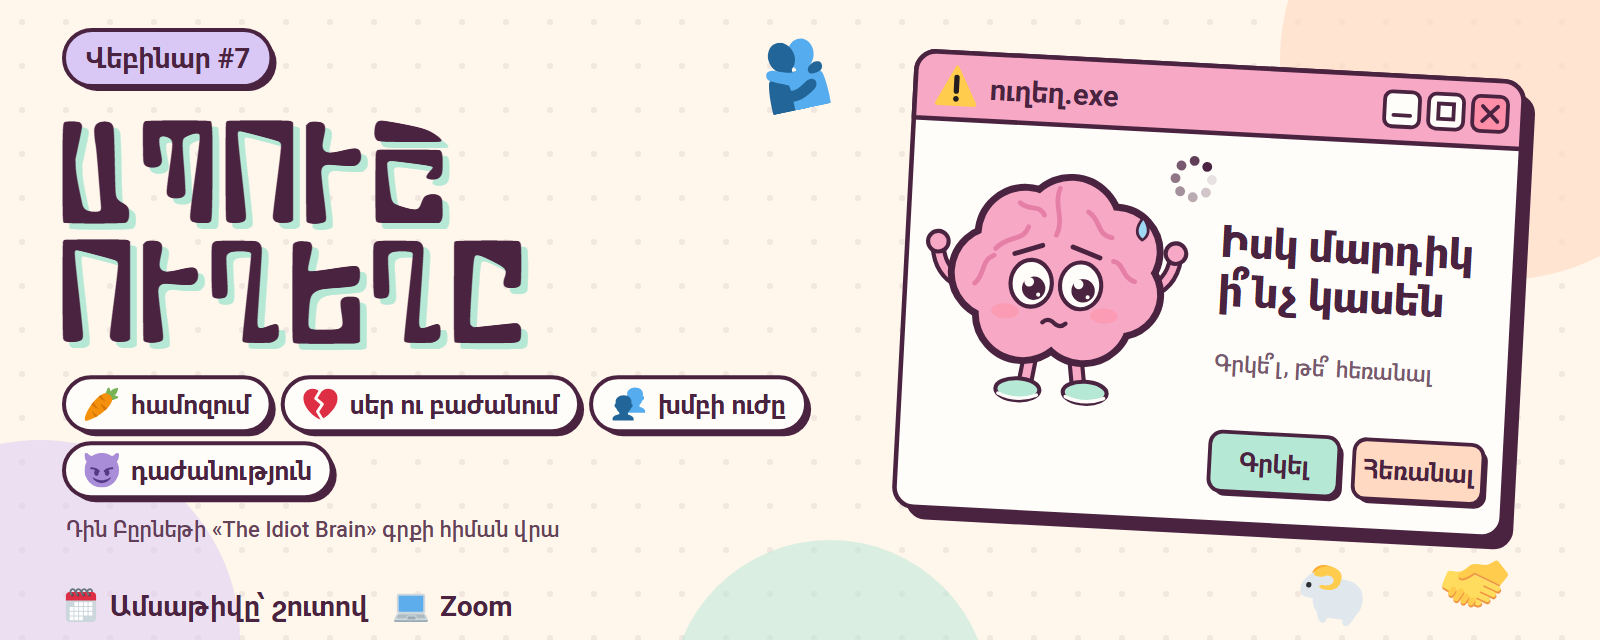 Վեբինար #7
ԱՊՈՒՇ
ՈՒՂԵՂԸ
համոզում
սեր ու բաժանում
խմբի ուժը
դաժանություն
Դին Բըրնեթի «The Idiot Brain» գրքի հիման վրա
Ամսաթիվը՝ շուտով
Zoom
ուղեղ.exe
Իսկ մարդիկ
ի՞նչ կասեն
Գրկե՞լ, թե՞ հեռանալ
Գրկել
Հեռանալ